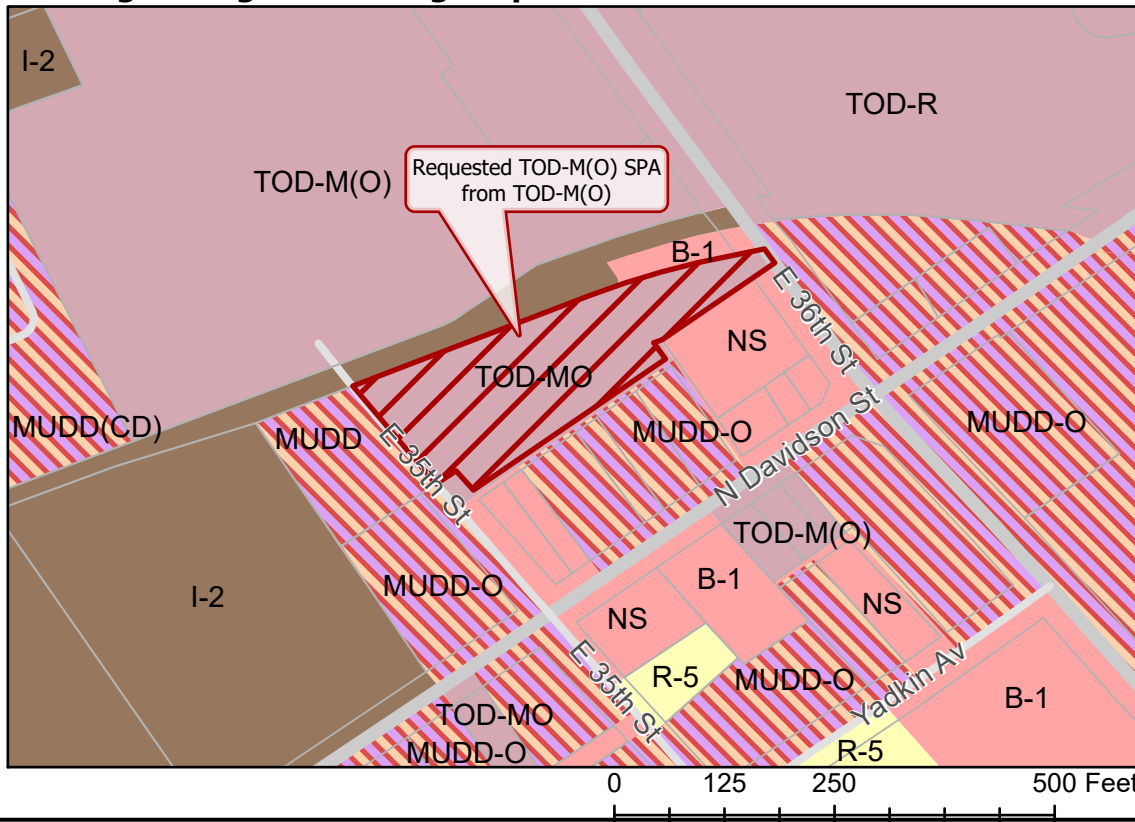 I-2
TOD-R
TOD-M(O)
Requested TOD-M(O) SPA
from TOD-M(O)
B-1
E 36th St
NS
TOD-MO
MUDD(CD)
MUDD
E 35th St
MUDD-O
MUDD-O
N Davidson St
TOD-M(O)
I-2
MUDD-O
B-1
NS
NS
E 35th St
R-5
MUDD-O
Yadkin Av
B-1
TOD-MO
MUDD-O
R-5
0 125 250 500 Feet